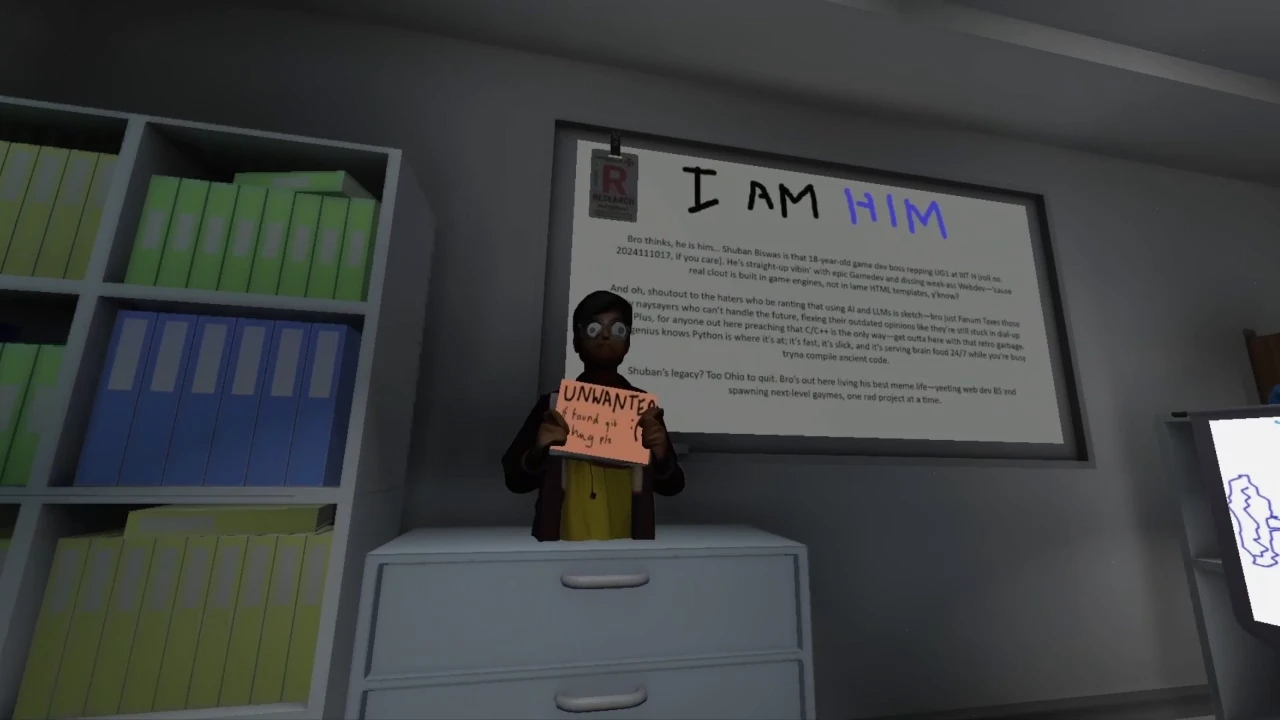 R
RESEARCH
I AM HIM
Bro thinks, he is him... Shuban Biswas is that 18-year-old game dev boss repping UG1 at IIIT H (roll no.
2024111017, if you care). He's straight-up vibin' with epic Gamedev and dissing weak-ass Webdev—'cause
real clout is built in game engines, not in lame HTML templates, y'know?
And oh, shoutout to the haters who be ranting that using AI and LLMs is sketch—bro just Fanum Taxes those
naysayers who can't handle the future, flexing their outdated opinions like they're still stuck in dial-up
Plus, for anyone out here preaching that C/C++ is the only way—get outta here with that retro garbage.
genius knows Python is where it's at; it's fast, it's slick, and it's serving brain food 24/7 while you're busy
tryna compile ancient code.
Shuban's legacy? Too Ohio to quit. Bro's out here living his best meme life—yeeting web dev BS and
spawning next-level gaymes, one rad project at a time.
UNWANTED
if found giv
hug plz